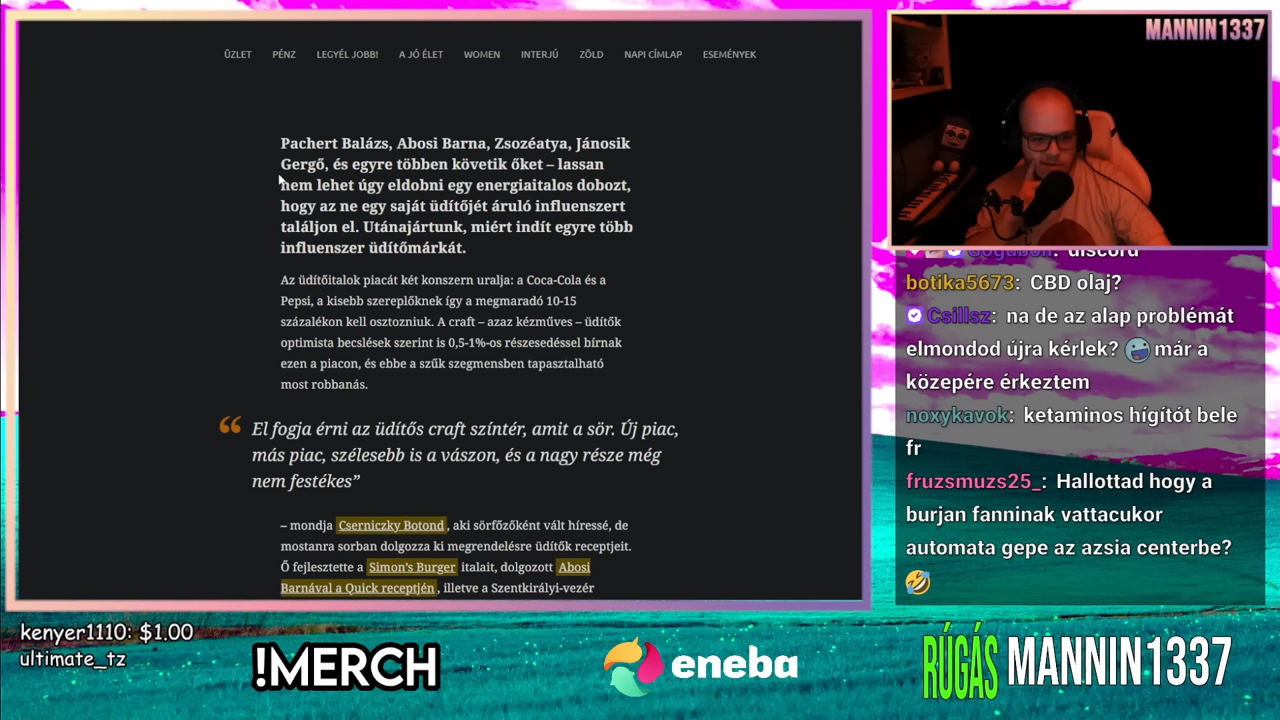 ÜZLET PÉNZ LEGYÉL JOBB! A JÓ ÉLET WOMEN INTERJÚ ZÖLD NAPI CÍMLAP ESEMÉNYEK
Pachert Balázs, Abosi Barna, Zsozéatya, Jánosik
Gergő, és egyre többen követik őket – lassan
nem lehet úgy eldobni egy energiaitalos dobozt,
hogy az ne egy saját üdítőjét áruló influenszert
találjon el. Utánajártunk, miért indít egyre több
influenszer üdítőmárkát.
Az üdítőitalok piacát két konszern uralja: a Coca-Cola és a
Pepsi, a kisebb szereplőknek így a megmaradó 10-15
százalékon kell osztozniuk. A craft – azaz kézműves – üdítők
optimista becslések szerint is 0,5-1%-os részesedéssel bírnak
ezen a piacon, és ebbe a szűk szegmensben tapasztalható
most robbanás.
“ El fogja érni az üdítős craft színtér, amit a sör. Új piac,
más piac, szélesebb is a vászon, és a nagy része még
nem festékes”
– mondja Cserniczky Botond, aki sörfőzőként vált híressé, de
mostanra sorban dolgozza ki megrendelésre üdítők receptjeit.
Ő fejlesztette a Simon’s Burger italait, dolgozott Abosi
Barnával a Quick receptjén, illetve a Szentkirályi-vezér
MANNIN1337
discord
botika5673: CBD olaj?
Csillsz: na de az alap problémát
elmondod újra kérlek? már a
közepére érkeztem
noxykavok: ketaminos hígítót bele
fr
fruzsmuzs25_: Hallottad hogy a
burjan fanninak vattacukor
automata gepe az azsia centerbe?
kenyer1110: $1.00
ultimate_tz
!MERCH
eneba
RÚGÁS MANNIN1337